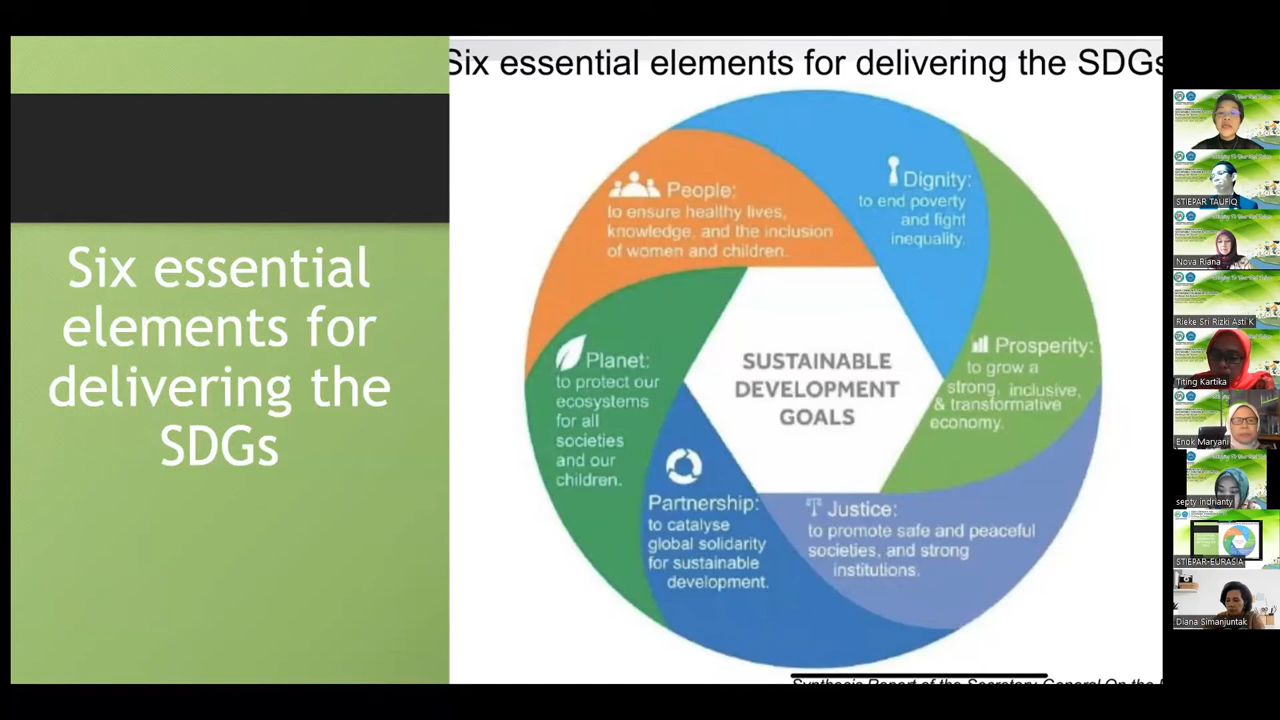 Six essential
elements for
delivering the
SDGs
Six essential elements for delivering the SDGs
People:
to ensure healthy lives,
knowledge, and the inclusion
of women and children.
Dignity:
to end poverty
and fight
inequality.
Planet:
to protect our
ecosystems
for all
societies
and our
children.
SUSTAINABLE
DEVELOPMENT
GOALS
Prosperity:
to grow a
strong, inclusive,
& transformative
economy.
Partnership:
to catalyse
global solidarity
for sustainable
development.
Justice:
to promote safe and peaceful
societies, and strong
institutions.
Synthesis Report of the Secretary-General On the
STIEPAR TAUFIQ
Nova Riana
Rieke Sri Rizki Asti K
Titing Kartika
Enok Maryani
septy indrianty
STIEPAR-EURASIA
Diana Simanjuntak